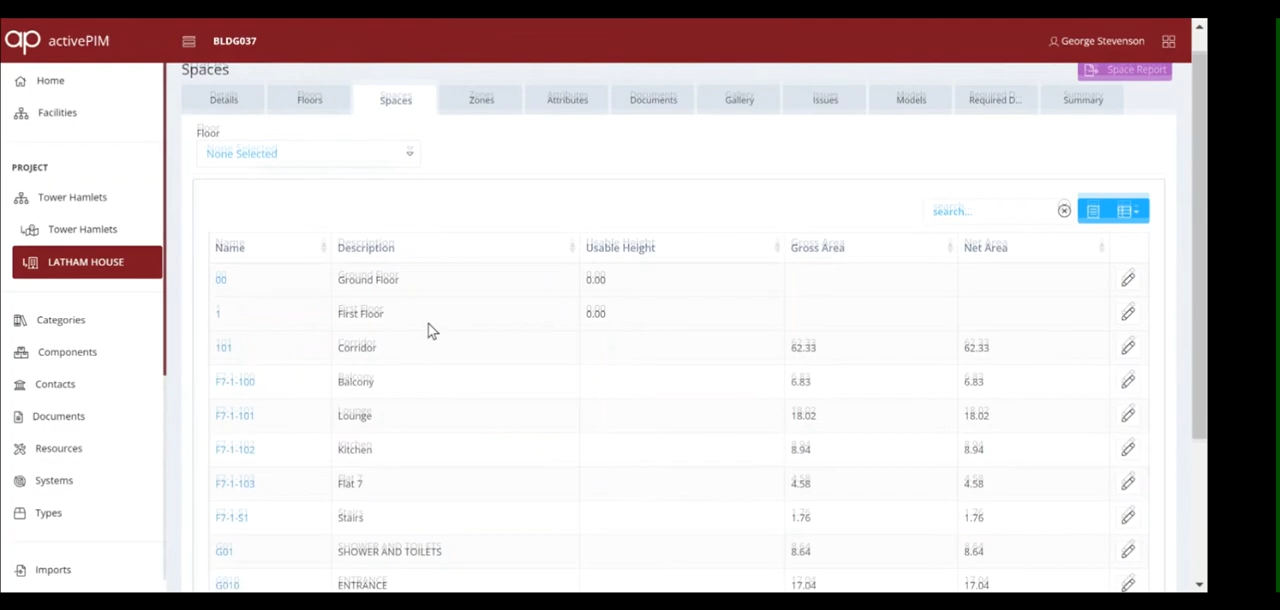 ap activePIM
BLDG037
George Stevenson
Home
Facilities
PROJECT
Tower Hamlets
Tower Hamlets
LATHAM HOUSE
Categories
Components
Contacts
Documents
Resources
Systems
Types
Imports
Spaces
Space Report
Details
Floors
Spaces
Zones
Attributes
Documents
Gallery
Issues
Models
Required D...
Summary
Floor
None Selected
search...
Name Description Usable Height Gross Area Net Area
00 Ground Floor 0.00
1 First Floor 0.00
101 Corridor 62.33 62.33
F7-1-100 Balcony 6.83 6.83
F7-1-101 Lounge 18.02 18.02
F7-1-102 Kitchen 8.94 8.94
F7-1-103 Flat 7 4.58 4.58
F7-1-S1 Stairs 1.76 1.76
G01 SHOWER AND TOILETS 8.64 8.64
G010 ENTRANCE 17.04 17.04